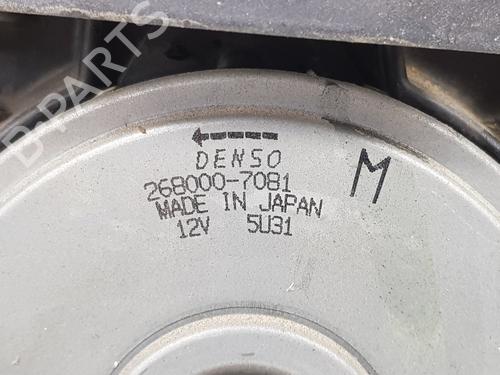 B-PARTS
DENSO
268000-7081
MADE IN JAPAN
12V 5U31
M